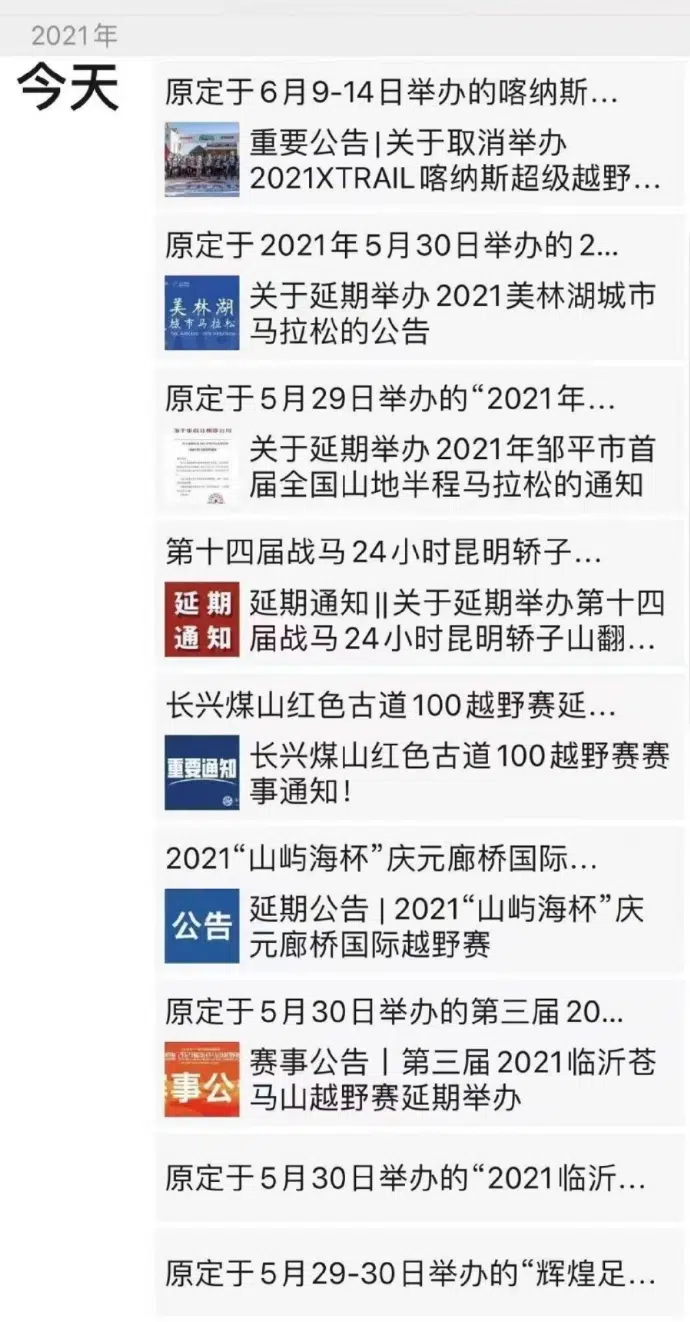 2021年
今天
原定于6月9-14日举办的喀纳斯...
重要公告|关于取消举办
2021XTRAIL喀纳斯超级越野...
原定于2021年5月30日举办的2...
美林湖
城市马拉松
关于延期举办2021美林湖城市
马拉松的公告
原定于5月29日举办的“2021年...
关于延期举办2021年邹平市首
届全国山地半程马拉松的通知
第十四届战马24小时昆明轿子...
延期
通知
延期通知||关于延期举办第十四
届战马24小时昆明轿子山翻...
长兴煤山红色古道100越野赛延...
重要通知
长兴煤山红色古道100越野赛赛
事通知！
2021“山屿海杯”庆元廊桥国际...
公告
延期公告 | 2021“山屿海杯”庆
元廊桥国际越野赛
原定于5月30日举办的第三届20...
事公
赛事公告丨第三届2021临沂苍
马山越野赛延期举办
原定于5月30日举办的“2021临沂...
原定于5月29-30日举办的“辉煌足...